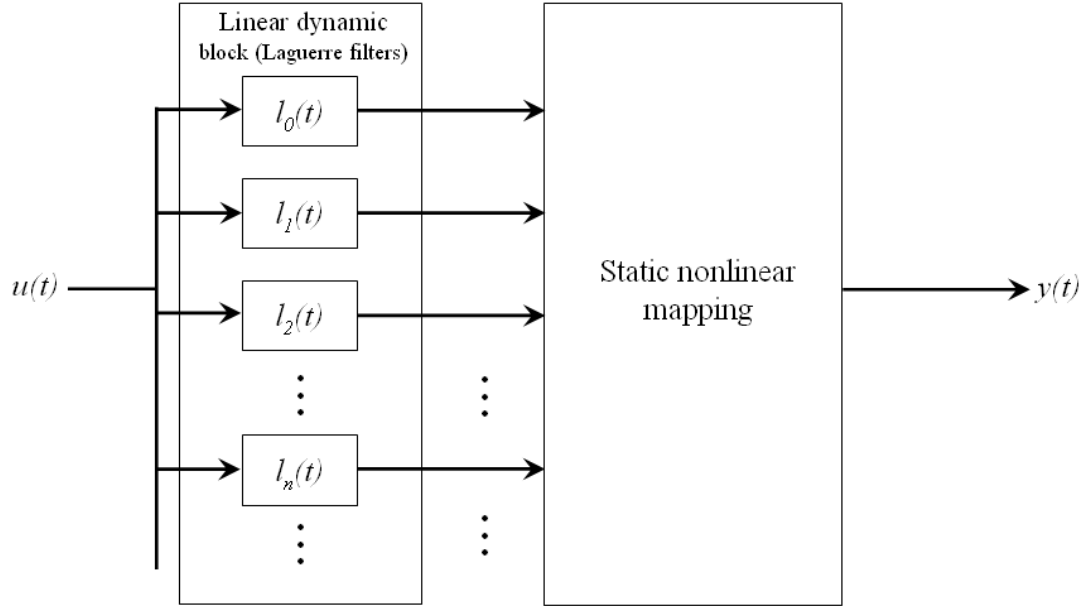 Linear dynamic
block (Laguerre filters)
l₀(t)
l₁(t)
u(t)
l₂(t)
lₙ(t)
Static nonlinear
mapping
y(t)